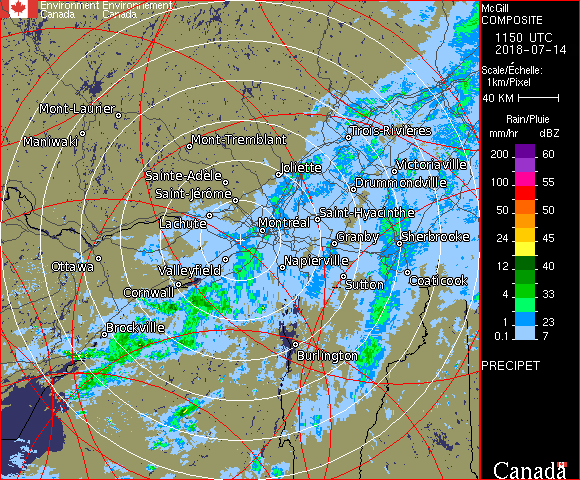 Environment Environnement
Canada Canada
McGill
COMPOSITE
1150 UTC
2018-07-14
Scale/Échelle:
1km/Pixel
40 KM
Rain/Pluie
mm/hr dBZ
200 60
100 55
50 50
24 45
12 40
4 33
1 23
0.1 7
PRECIPET
Mont-Laurier
Maniwaki
Mont-Tremblant
Trois-Rivières
Sainte-Adèle
Joliette
Victoriaville
Saint-Jérôme
Drummondville
Lachute
Montréal
Saint-Hyacinthe
Granby
Sherbrooke
Ottawa
Valleyfield
Napierville
Cornwall
Sutton
Coaticook
Brockville
Burlington
Canada